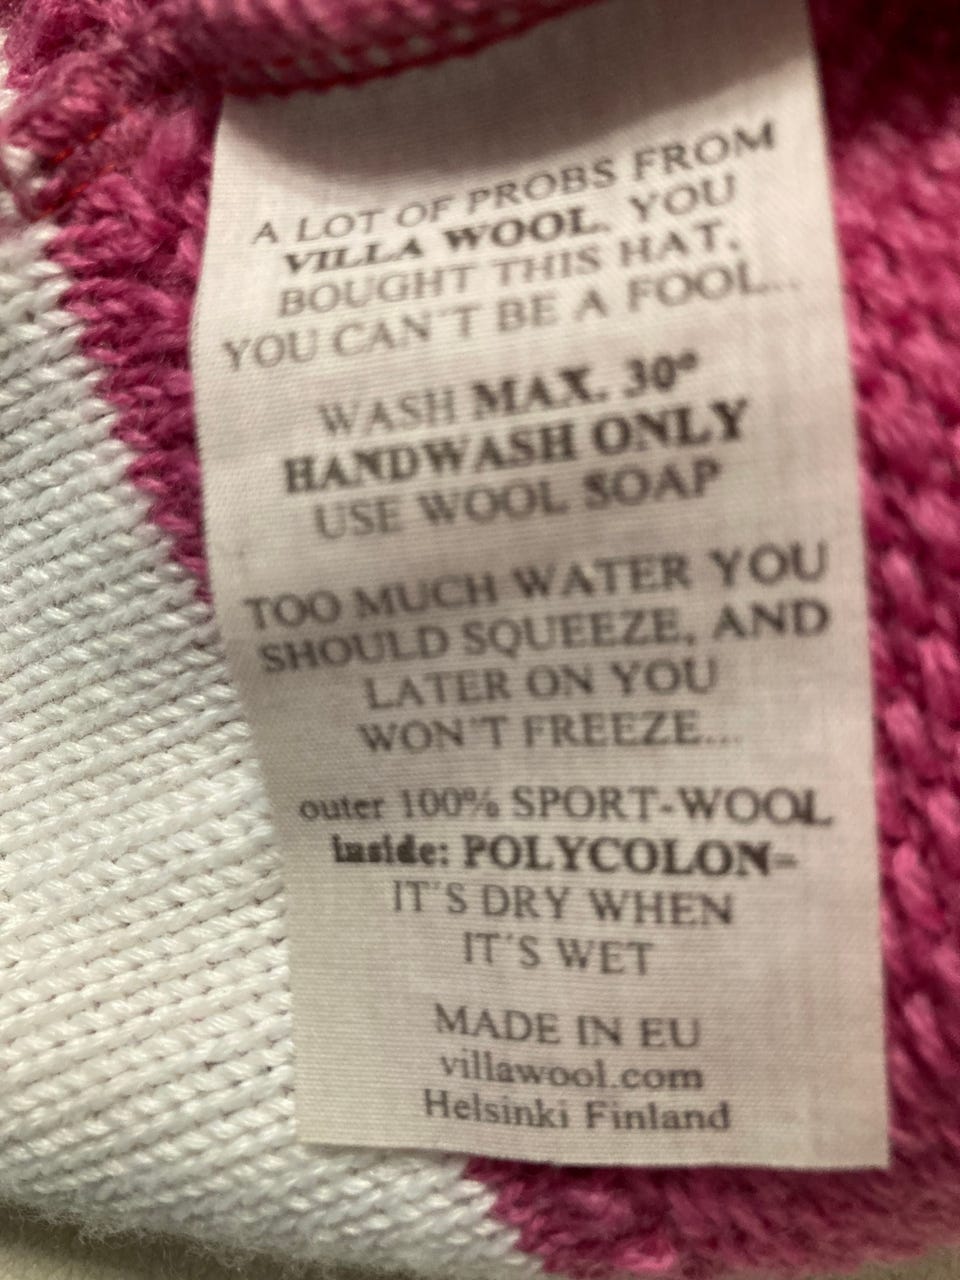 A LOT OF PROBS FROM
VILLA WOOL. YOU
BOUGHT THIS HAT,
YOU CAN'T BE A FOOL...
WASH MAX. 30°
HANDWASH ONLY
USE WOOL SOAP
TOO MUCH WATER YOU
SHOULD SQUEEZE, AND
LATER ON YOU
WON'T FREEZE...
outer 100% SPORT-WOOL
inside: POLYCOLON-
IT'S DRY WHEN
IT'S WET
MADE IN EU
villawool.com
Helsinki Finland